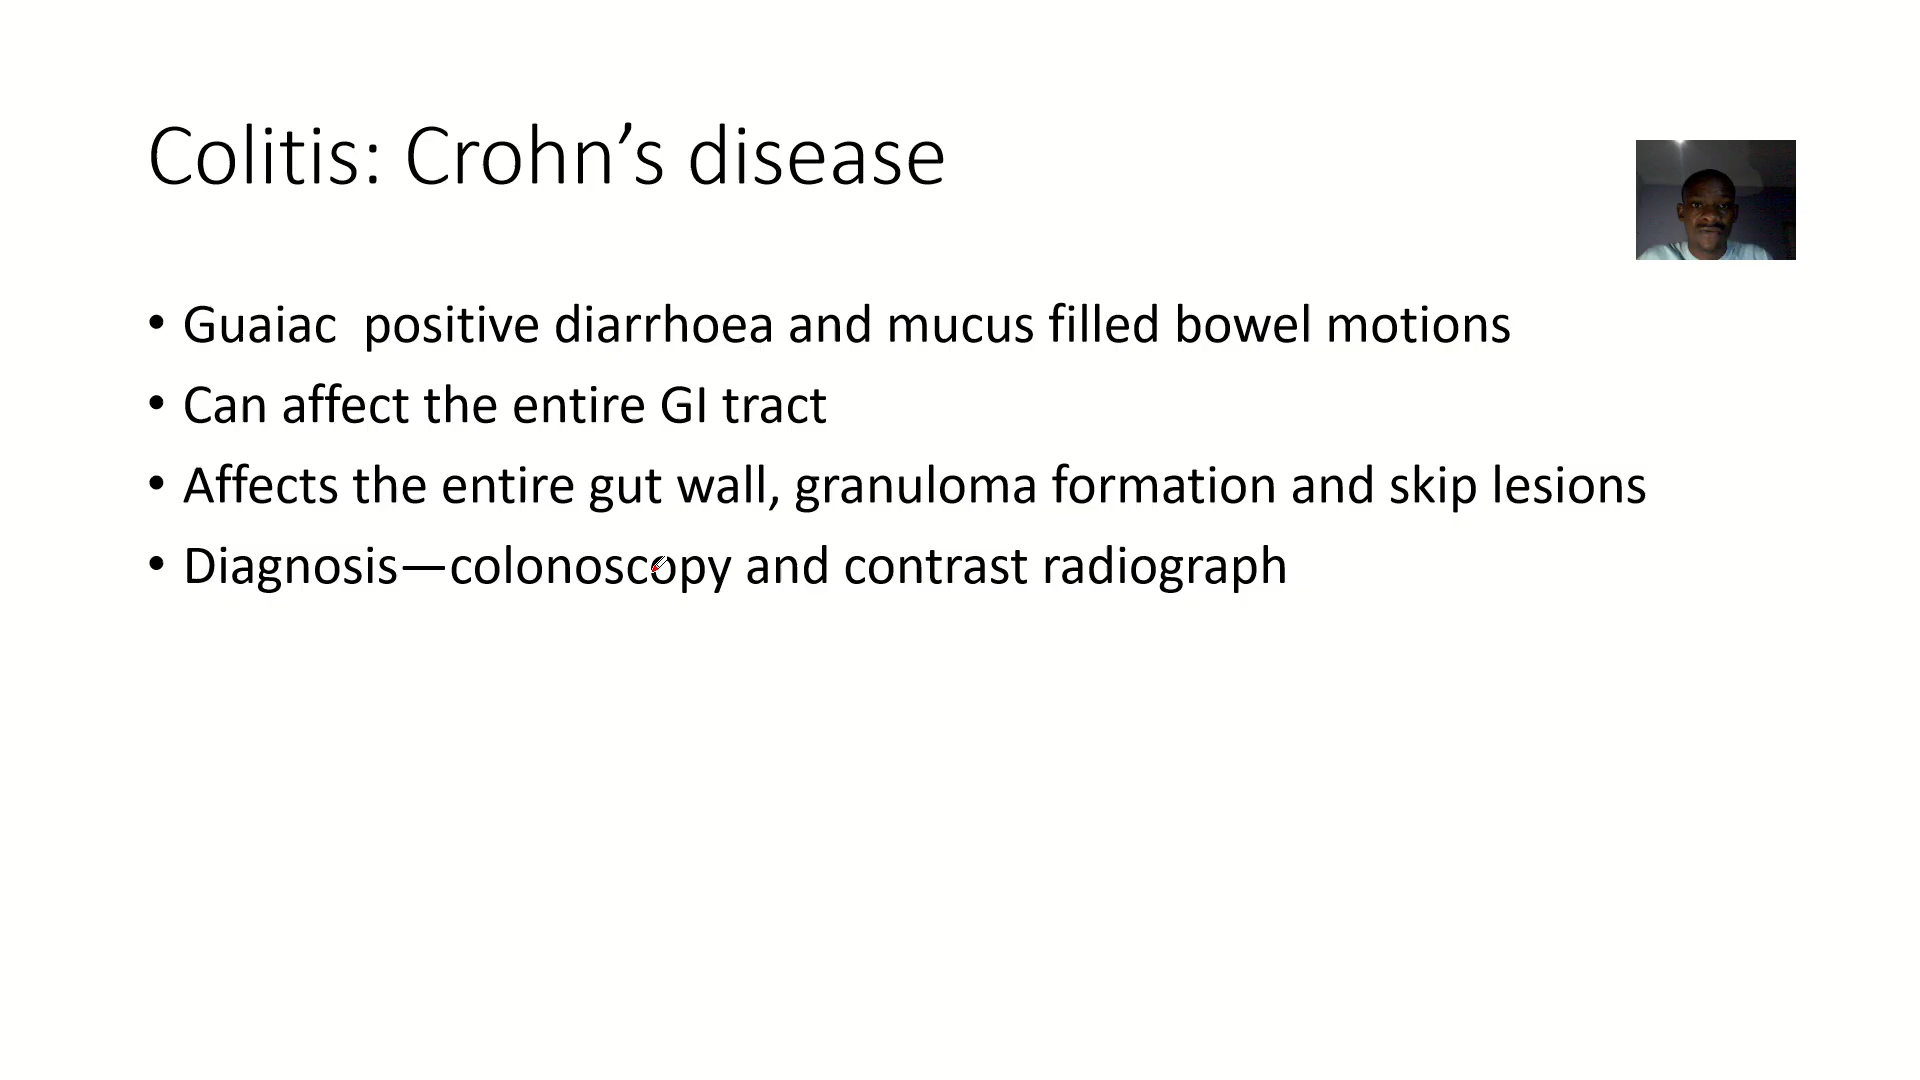 Colitis: Crohn’s disease
• Guaiac  positive diarrhoea and mucus filled bowel motions
• Can affect the entire GI tract
• Affects the entire gut wall, granuloma formation and skip lesions
• Diagnosis—colonoscopy and contrast radiograph